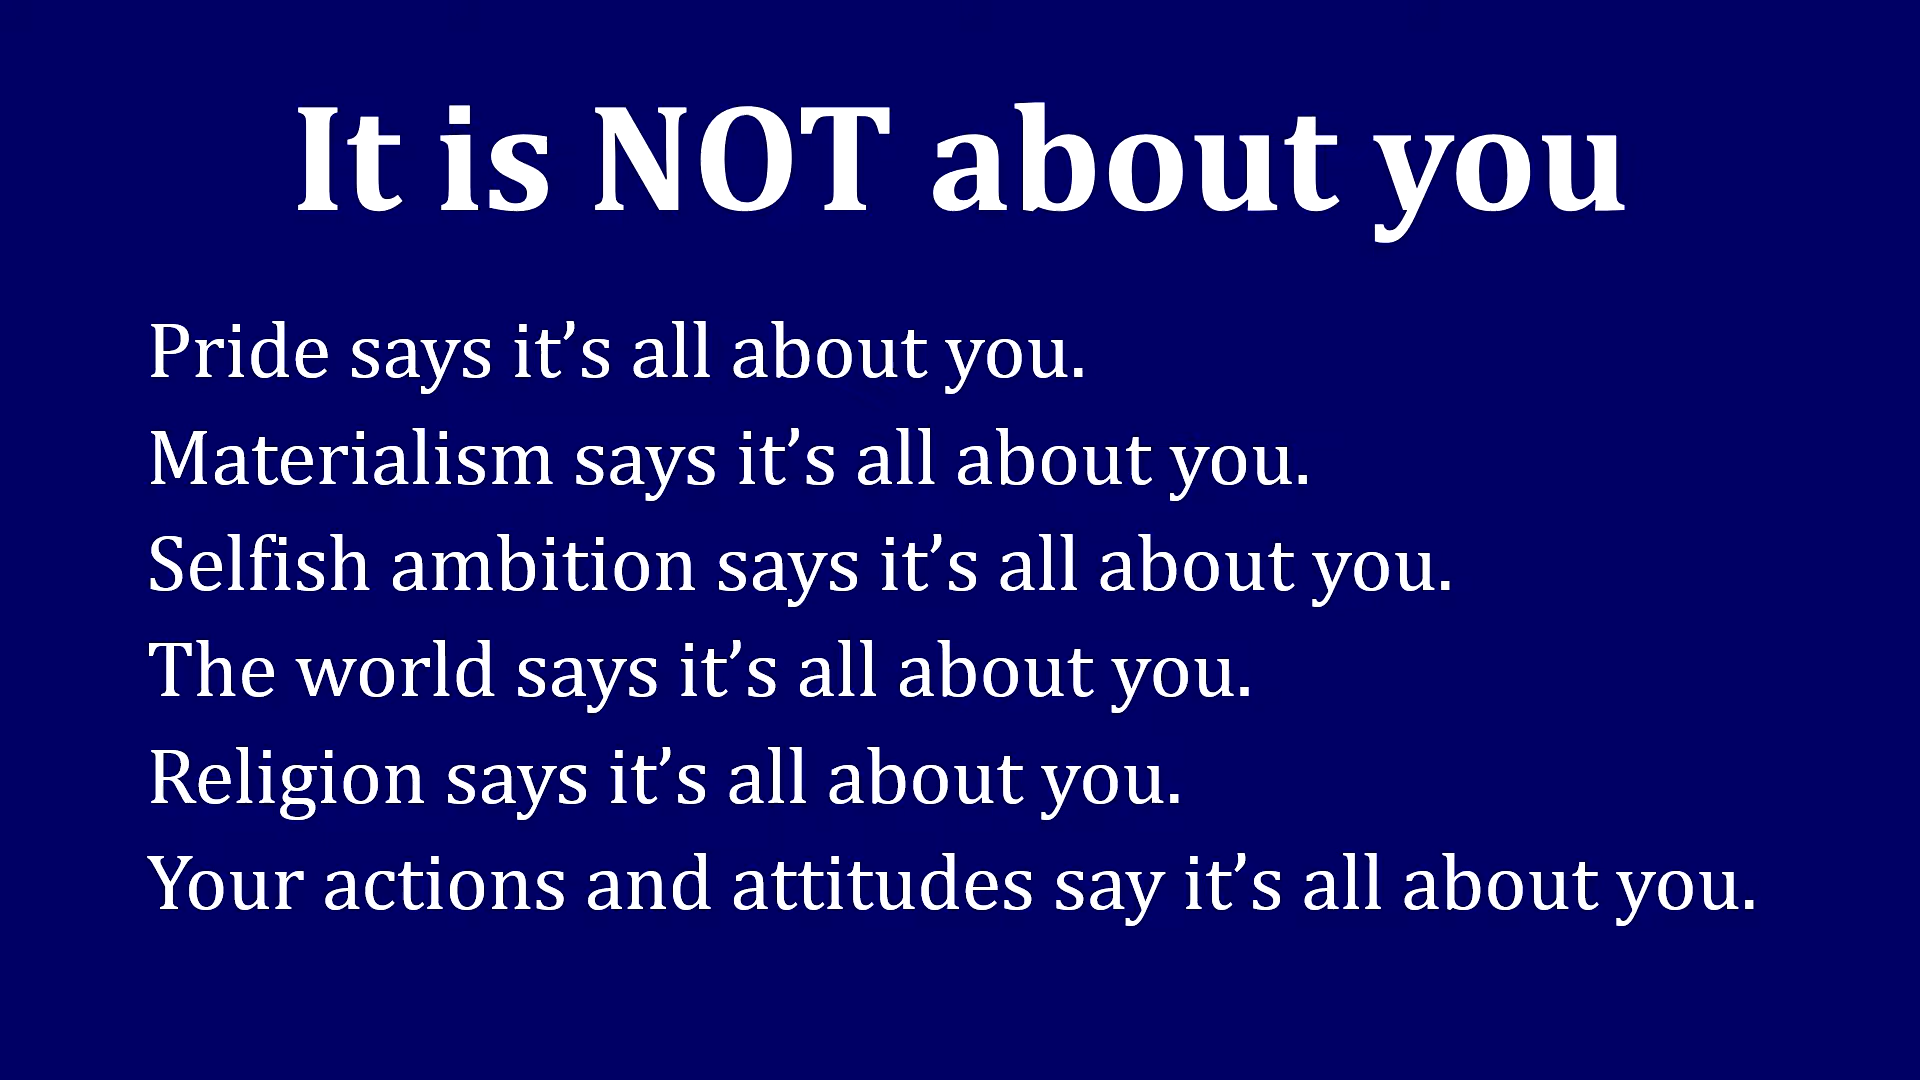 It is NOT about you
Pride says it’s all about you.
Materialism says it’s all about you.
Selfish ambition says it’s all about you.
The world says it’s all about you.
Religion says it’s all about you.
Your actions and attitudes say it’s all about you.